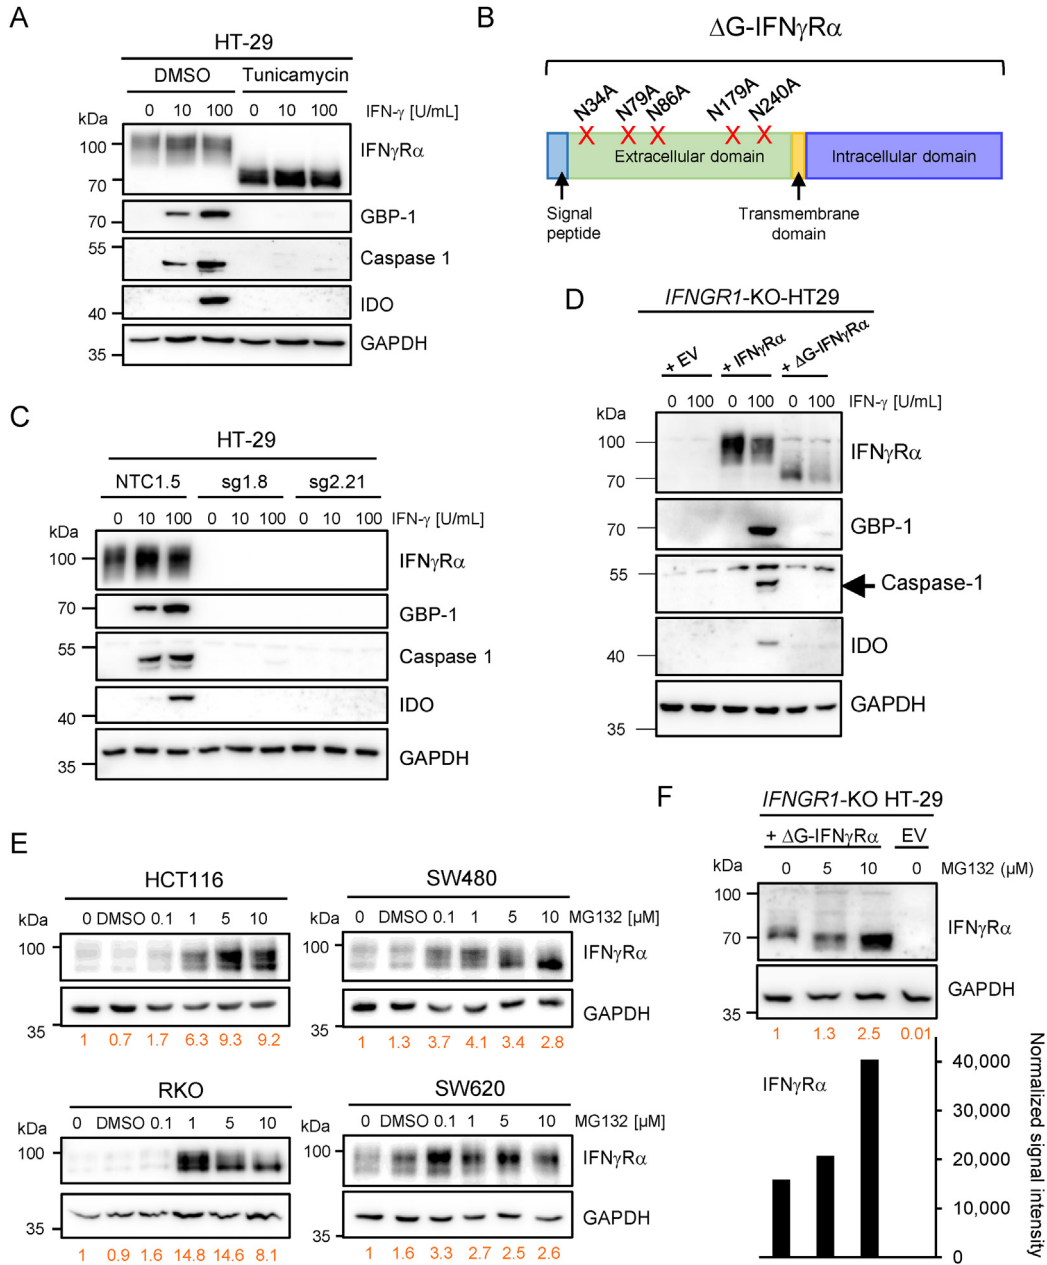 A
HT-29
DMSO Tunicamycin
0 10 100 0 10 100 IFN-γ [U/mL]
kDa
100
70
IFNγRα
70
GBP-1
55
Caspase 1
40
IDO
35
GAPDH
B
ΔG-IFNγRα
N34A N79A N86A N179A N240A
X X X X X
Extracellular domain Intracellular domain
Signal peptide
Transmembrane domain
C
HT-29
NTC1.5 sg1.8 sg2.21
0 10 100 0 10 100 0 10 100 IFN-γ [U/mL]
kDa
100
IFNγRα
70
GBP-1
55
Caspase 1
40
IDO
35
GAPDH
D
IFNGR1-KO-HT29
+ EV + IFNγRα + ΔG-IFNγRα
0 100 0 100 0 100 IFN-γ [U/mL]
kDa
100
70
IFNγRα
70
GBP-1
55
Caspase-1
40
IDO
35
GAPDH
E
HCT116
0 DMSO 0.1 1 5 10
kDa
100
35
1 0.7 1.7 6.3 9.3 9.2
SW480
0 DMSO 0.1 1 5 10 MG132 [µM]
kDa
100
IFNγRα
35
GAPDH
1 1.3 3.7 4.1 3.4 2.8
RKO
0 DMSO 0.1 1 5 10
kDa
100
35
1 0.9 1.6 14.8 14.6 8.1
SW620
0 DMSO 0.1 1 5 10 MG132 [µM]
kDa
100
IFNγRα
35
GAPDH
1 1.6 3.3 2.7 2.5 2.6
F
IFNGR1-KO HT-29
+ ΔG-IFNγRα EV
0 5 10 0 MG132 (µM)
kDa
100
70
IFNγRα
35
GAPDH
1 1.3 2.5 0.01
IFNγRα
40,000
30,000
20,000
10,000
0
Normalized signal intensity